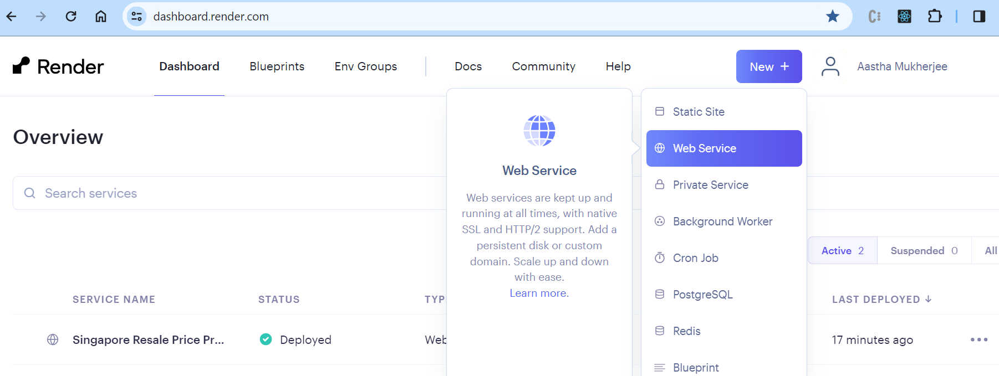 dashboard.render.com
Render Dashboard Blueprints Env Groups Docs Community Help New + Aastha Mukherjee
Overview
Search services
Web Service
Web services are kept up and
running at all times, with native
SSL and HTTP/2 support. Add a
persistent disk or custom
domain. Scale up and down
with ease.
Learn more.
Static Site
Web Service
Private Service
Background Worker
Cron Job
PostgreSQL
Redis
Blueprint
Active 2 Suspended 0 All
SERVICE NAME STATUS TYP LAST DEPLOYED ↓
Singapore Resale Price Pr... Deployed Web 17 minutes ago